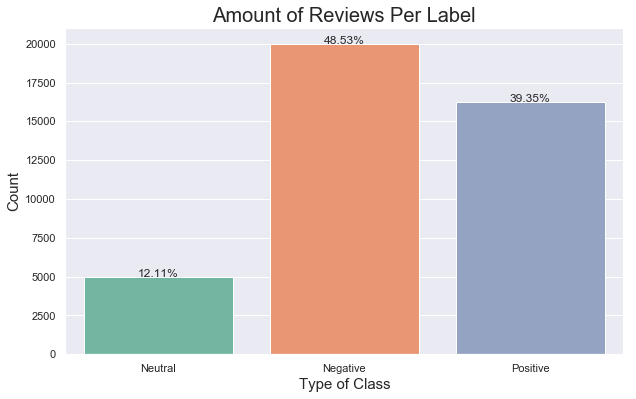 Amount of Reviews Per Label
20000
17500
15000
12500
10000
7500
5000
2500
0
Count
12.11%
48.53%
39.35%
Neutral
Negative
Positive
Type of Class